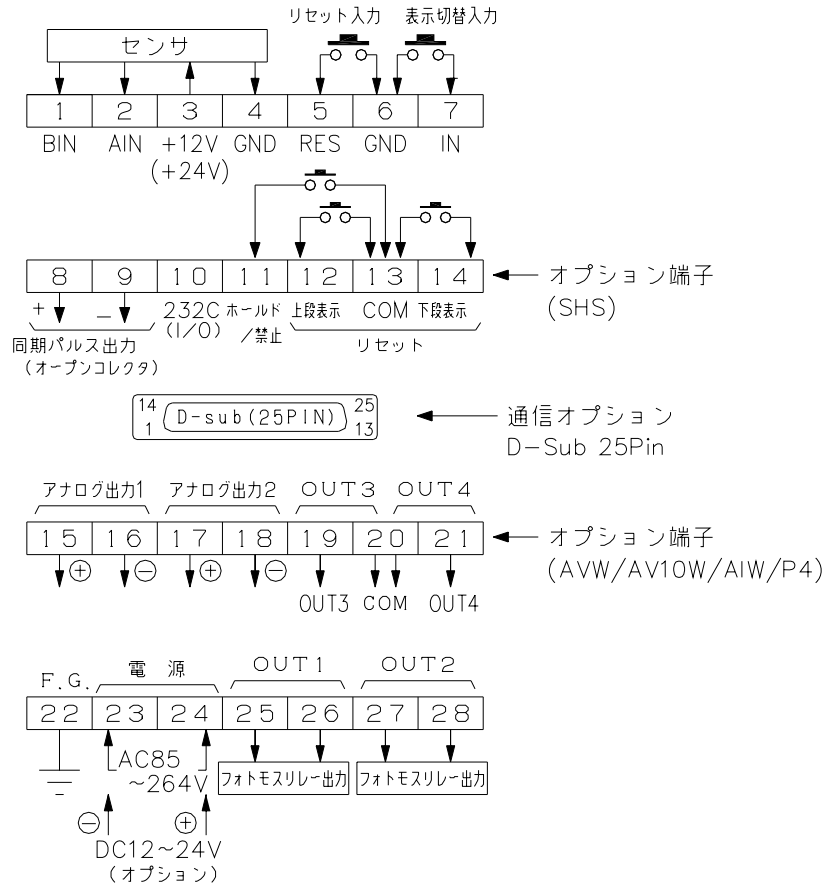 リセット入力 表示切替入力
センサ
1 2 3 4 5 6 7
BIN AIN +12V GND RES GND IN
(+24V)
8 9 10 11 12 13 14
オプション端子
(SHS)
+ − 232C ホールド 上段表示 COM 下段表示
(I/O) /禁止
同期パルス出力 リセット
(オープンコレクタ)
14 25
D-sub(25PIN)
1 13
通信オプション
D-Sub 25Pin
アナログ出力1 アナログ出力2 OUT3 OUT4
15 16 17 18 19 20 21
オプション端子
(AVW/AV10W/AIW/P4)
⊕ ⊖ ⊕ ⊖
OUT3 COM OUT4
F.G. 電源 OUT1 OUT2
22 23 24 25 26 27 28
AC85
~264V
フォトモスリレー出力 フォトモスリレー出力
⊖ ⊕
DC12~24V
(オプション)